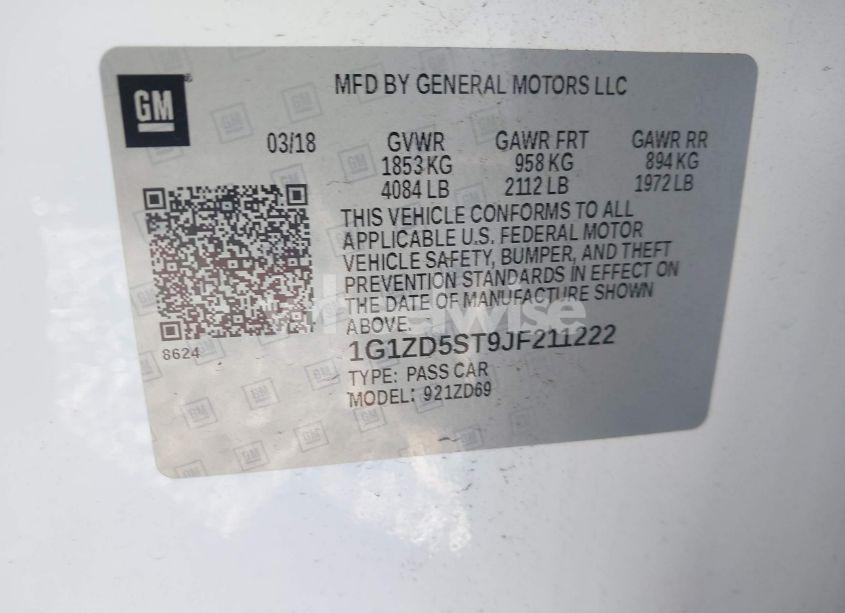 GM
MFD BY GENERAL MOTORS LLC
03/18 GVWR GAWR FRT GAWR RR
1853 KG 958 KG 894 KG
4084 LB 2112 LB 1972 LB
THIS VEHICLE CONFORMS TO ALL
APPLICABLE U.S. FEDERAL MOTOR
VEHICLE SAFETY, BUMPER, AND THEFT
PREVENTION STANDARDS IN EFFECT ON
THE DATE OF MANUFACTURE SHOWN
ABOVE.
8624
1G1ZD5ST9JF211222
TYPE: PASS CAR
MODEL: 921ZD69